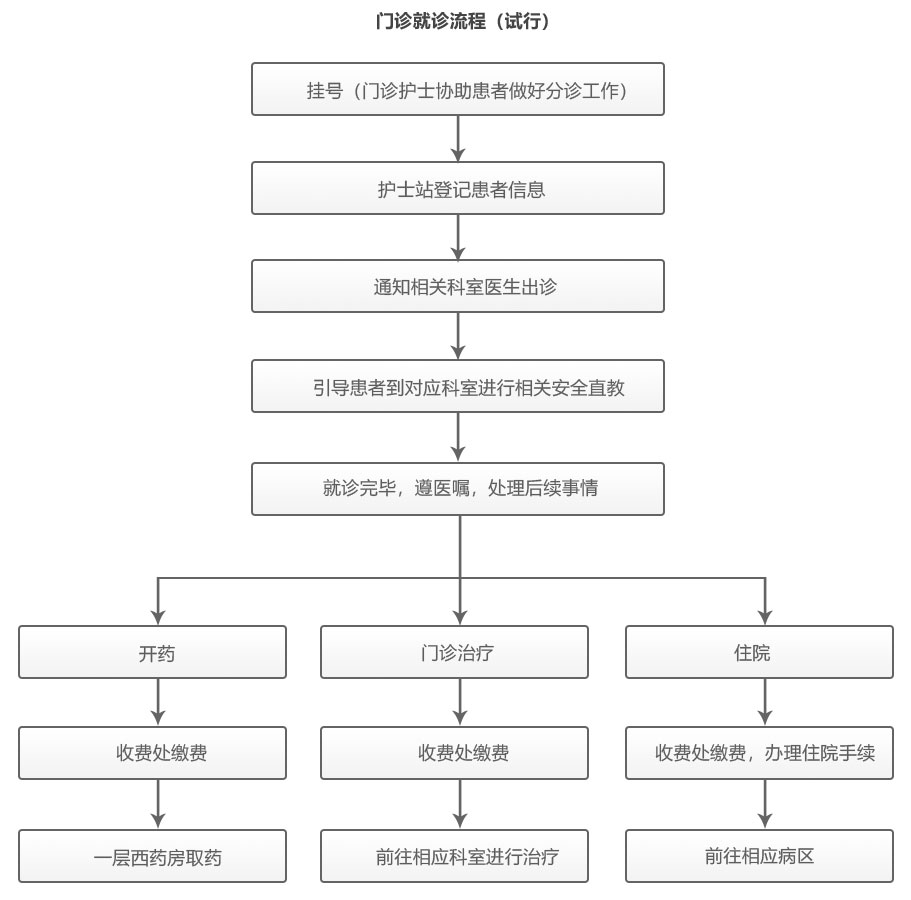 门诊就诊流程（试行）
挂号（门诊护士协助患者做好分诊工作）
护士站登记患者信息
通知相关科室医生出诊
引导患者到对应科室进行相关安全直教
就诊完毕，遵医嘱，处理后续事情
开药
门诊治疗
住院
收费处缴费
收费处缴费
收费处缴费，办理住院手续
一层西药房取药
前往相应科室进行治疗
前往相应病区